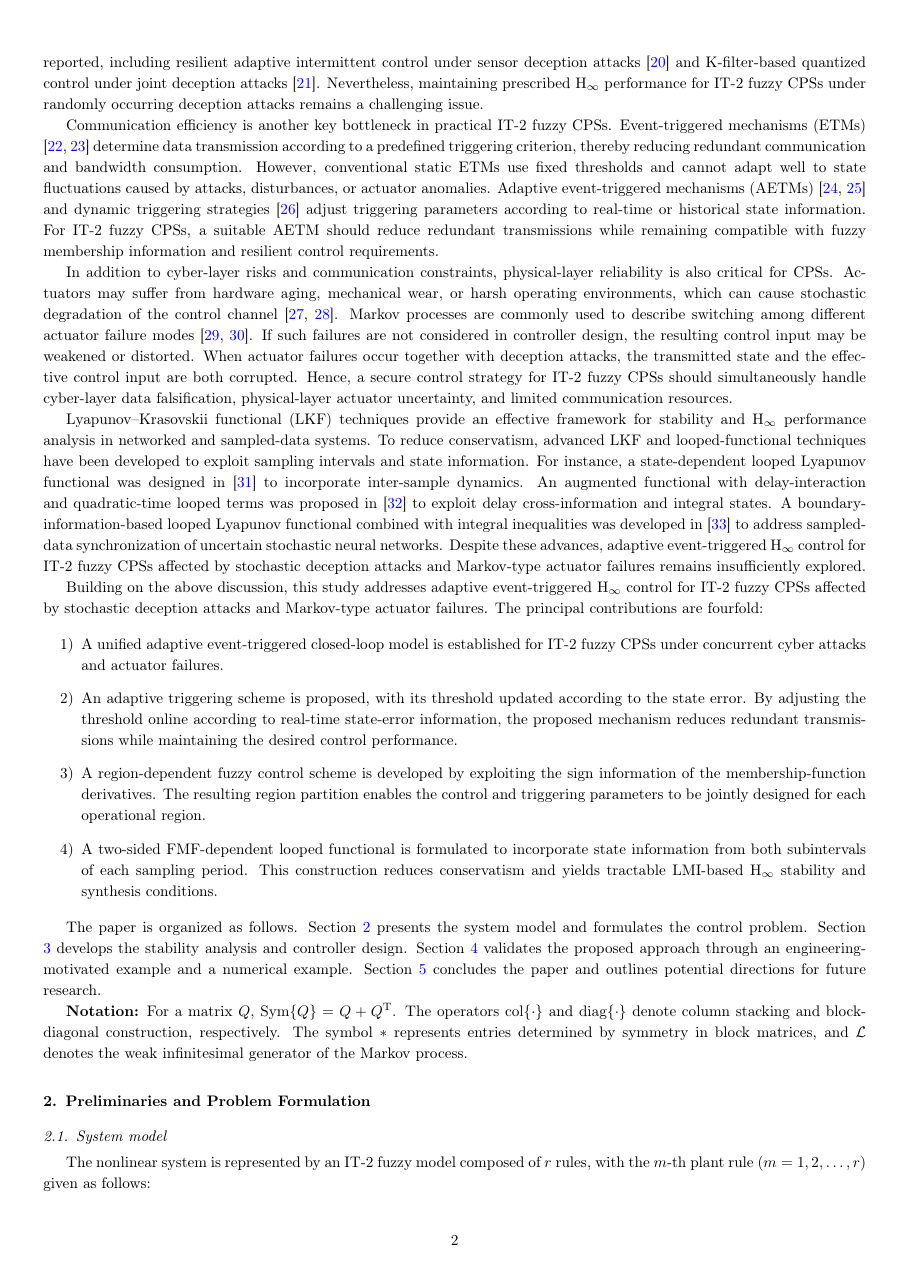 reported, including resilient adaptive intermittent control under sensor deception attacks [20] and K-filter-based quantized
control under joint deception attacks [21]. Nevertheless, maintaining prescribed H∞ performance for IT-2 fuzzy CPSs under
randomly occurring deception attacks remains a challenging issue.
Communication efficiency is another key bottleneck in practical IT-2 fuzzy CPSs. Event-triggered mechanisms (ETMs)
[22, 23] determine data transmission according to a predefined triggering criterion, thereby reducing redundant communication
and bandwidth consumption. However, conventional static ETMs use fixed thresholds and cannot adapt well to state
fluctuations caused by attacks, disturbances, or actuator anomalies. Adaptive event-triggered mechanisms (AETMs) [24, 25]
and dynamic triggering strategies [26] adjust triggering parameters according to real-time or historical state information.
For IT-2 fuzzy CPSs, a suitable AETM should reduce redundant transmissions while remaining compatible with fuzzy
membership information and resilient control requirements.
In addition to cyber-layer risks and communication constraints, physical-layer reliability is also critical for CPSs. Ac-
tuators may suffer from hardware aging, mechanical wear, or harsh operating environments, which can cause stochastic
degradation of the control channel [27, 28]. Markov processes are commonly used to describe switching among different
actuator failure modes [29, 30]. If such failures are not considered in controller design, the resulting control input may be
weakened or distorted. When actuator failures occur together with deception attacks, the transmitted state and the effec-
tive control input are both corrupted. Hence, a secure control strategy for IT-2 fuzzy CPSs should simultaneously handle
cyber-layer data falsification, physical-layer actuator uncertainty, and limited communication resources.
Lyapunov–Krasovskii functional (LKF) techniques provide an effective framework for stability and H∞ performance
analysis in networked and sampled-data systems. To reduce conservatism, advanced LKF and looped-functional techniques
have been developed to exploit sampling intervals and state information. For instance, a state-dependent looped Lyapunov
functional was designed in [31] to incorporate inter-sample dynamics. An augmented functional with delay-interaction
and quadratic-time looped terms was proposed in [32] to exploit delay cross-information and integral states. A boundary-
information-based looped Lyapunov functional combined with integral inequalities was developed in [33] to address sampled-
data synchronization of uncertain stochastic neural networks. Despite these advances, adaptive event-triggered H∞ control for
IT-2 fuzzy CPSs affected by stochastic deception attacks and Markov-type actuator failures remains insufficiently explored.
Building on the above discussion, this study addresses adaptive event-triggered H∞ control for IT-2 fuzzy CPSs affected
by stochastic deception attacks and Markov-type actuator failures. The principal contributions are fourfold:
1) A unified adaptive event-triggered closed-loop model is established for IT-2 fuzzy CPSs under concurrent cyber attacks
and actuator failures.
2) An adaptive triggering scheme is proposed, with its threshold updated according to the state error. By adjusting the
threshold online according to real-time state-error information, the proposed mechanism reduces redundant transmis-
sions while maintaining the desired control performance.
3) A region-dependent fuzzy control scheme is developed by exploiting the sign information of the membership-function
derivatives. The resulting region partition enables the control and triggering parameters to be jointly designed for each
operational region.
4) A two-sided FMF-dependent looped functional is formulated to incorporate state information from both subintervals
of each sampling period. This construction reduces conservatism and yields tractable LMI-based H∞ stability and
synthesis conditions.
The paper is organized as follows. Section 2 presents the system model and formulates the control problem. Section
3 develops the stability analysis and controller design. Section 4 validates the proposed approach through an engineering-
motivated example and a numerical example. Section 5 concludes the paper and outlines potential directions for future
research.
Notation: For a matrix Q, Sym{Q} = Q + Qᵀ. The operators col{·} and diag{·} denote column stacking and block-
diagonal construction, respectively. The symbol ∗ represents entries determined by symmetry in block matrices, and ℒ
denotes the weak infinitesimal generator of the Markov process.
2. Preliminaries and Problem Formulation
2.1. System model
The nonlinear system is represented by an IT-2 fuzzy model composed of r rules, with the m-th plant rule (m = 1, 2, . . . , r)
given as follows:
2